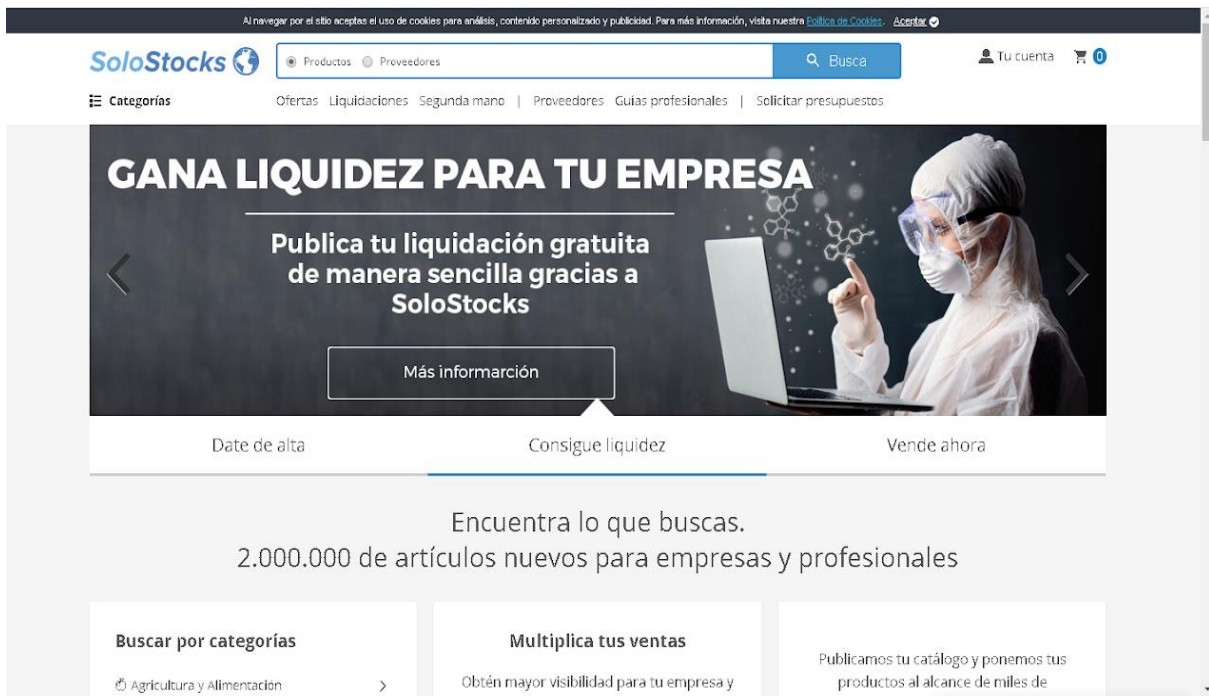 Al navegar por el sitio aceptas el uso de cookies para análisis, contenido personalizado y publicidad. Para más información, visita nuestra Política de Cookies. Aceptar
SoloStocks
Productos Proveedores
Busca
Tu cuenta
0
Categorías
Ofertas Liquidaciones Segunda mano | Proveedores Guías profesionales | Solicitar presupuestos
GANA LIQUIDEZ PARA TU EMPRESA
Publica tu liquidación gratuita
de manera sencilla gracias a
SoloStocks
Más informarción
Date de alta
Consigue liquidez
Vende ahora
Encuentra lo que buscas.
2.000.000 de artículos nuevos para empresas y profesionales
Buscar por categorías
Agricultura y Alimentación
Multiplica tus ventas
Obtén mayor visibilidad para tu empresa y
Publicamos tu catálogo y ponemos tus
productos al alcance de miles de